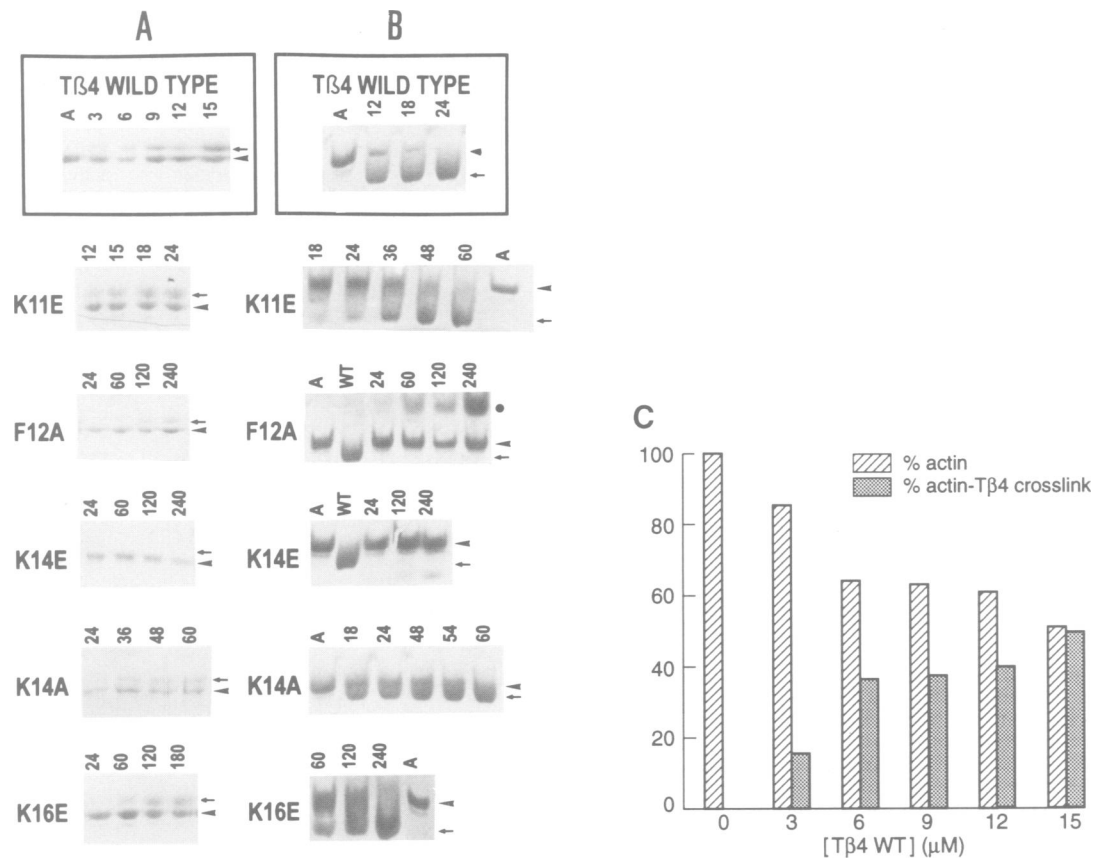 A
B
Tβ4 WILD TYPE
A 3 6 9 12 15
Tβ4 WILD TYPE
A 12 18 24
K11E
12 15 18 24
K11E
18 24 36 48 60 A
F12A
24 60 120 240
F12A
A WT 24 60 120 240
K14E
24 60 120 240
K14E
A WT 24 120 240
K14A
24 36 48 60
K14A
A 18 24 48 54 60
K16E
24 60 120 180
K16E
60 120 240 A
C
% actin
% actin-Tβ4 crosslink
100
80
60
40
20
0
0 3 6 9 12 15
[Tβ4 WT] (μM)